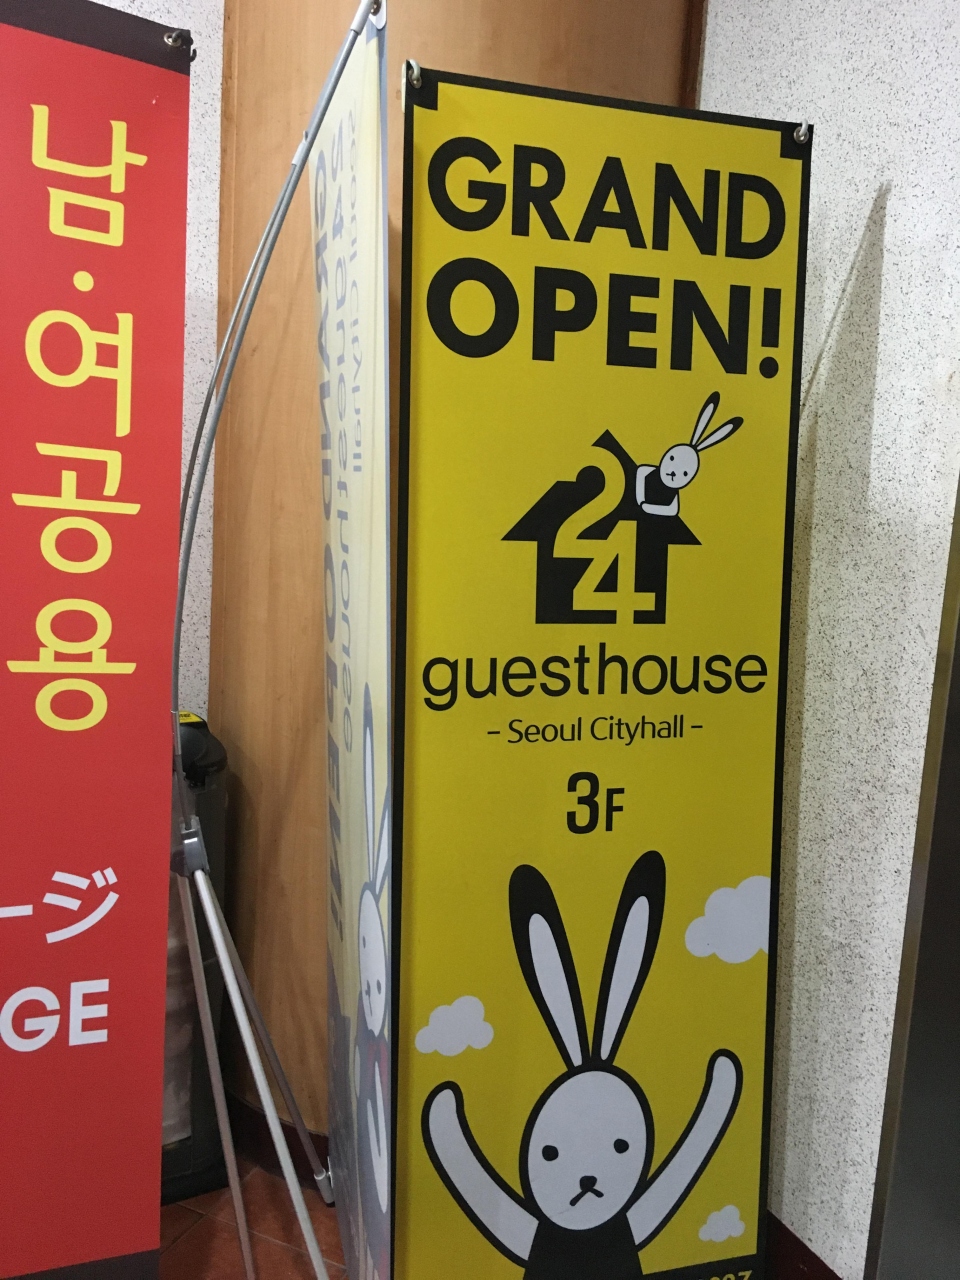 남·여공용
ージ
GE
GRAND
OPEN!
24
guesthouse
- Seoul Cityhall -
3F